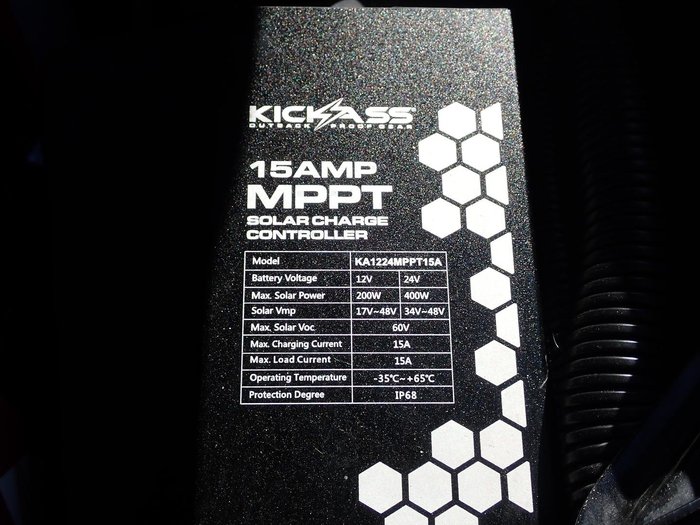 KICKASS
OUTBACK PROOF GEAR
15AMP
MPPT
SOLAR CHARGE
CONTROLLER
Model KA1224MPPT15A
Battery Voltage 12V 24V
Max. Solar Power 200W 400W
Solar Vmp 17V~48V 34V~48V
Max. Solar Voc 60V
Max. Charging Current 15A
Max. Load Current 15A
Operating Temperature -35℃~+65℃
Protection Degree IP68